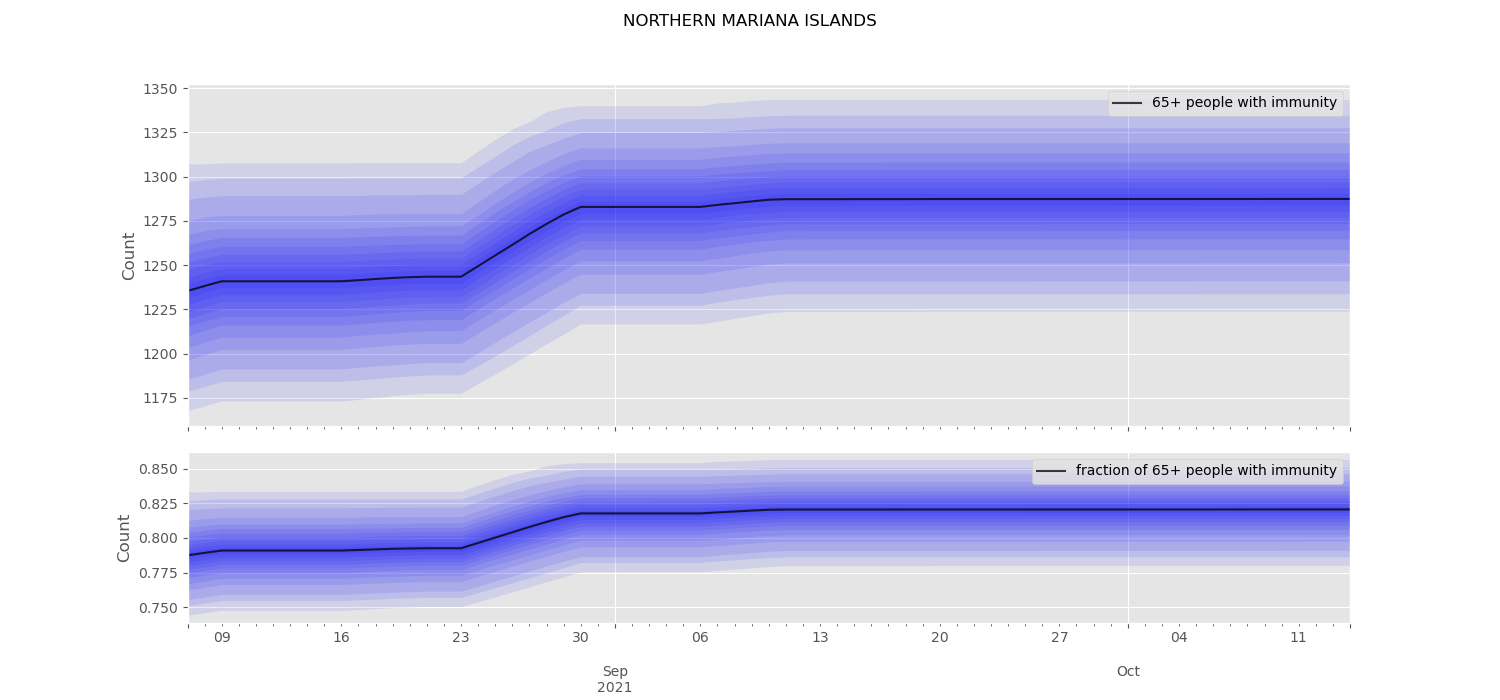 NORTHERN MARIANA ISLANDS
1350
1325
1300
1275
1250
1225
1200
1175
Count
65+ people with immunity
0.850
0.825
0.800
0.775
0.750
Count
fraction of 65+ people with immunity
09 16 23 30 06 13 20 27 04 11
Sep Oct
2021